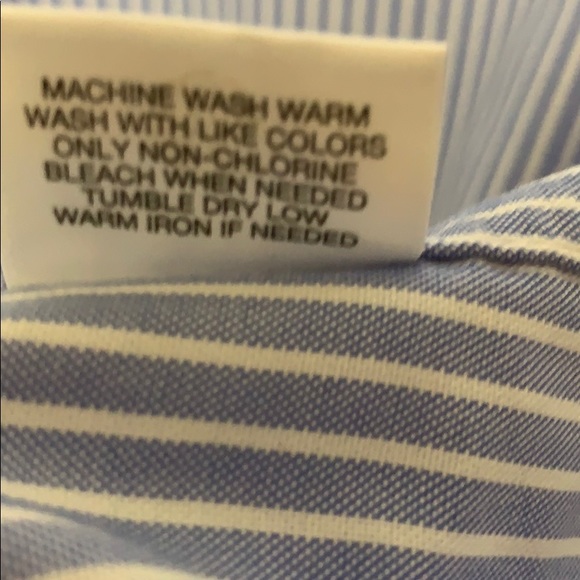 MACHINE WASH WARM
WASH WITH LIKE COLORS
ONLY NON-CHLORINE
BLEACH WHEN NEEDED
TUMBLE DRY LOW
WARM IRON IF NEEDED